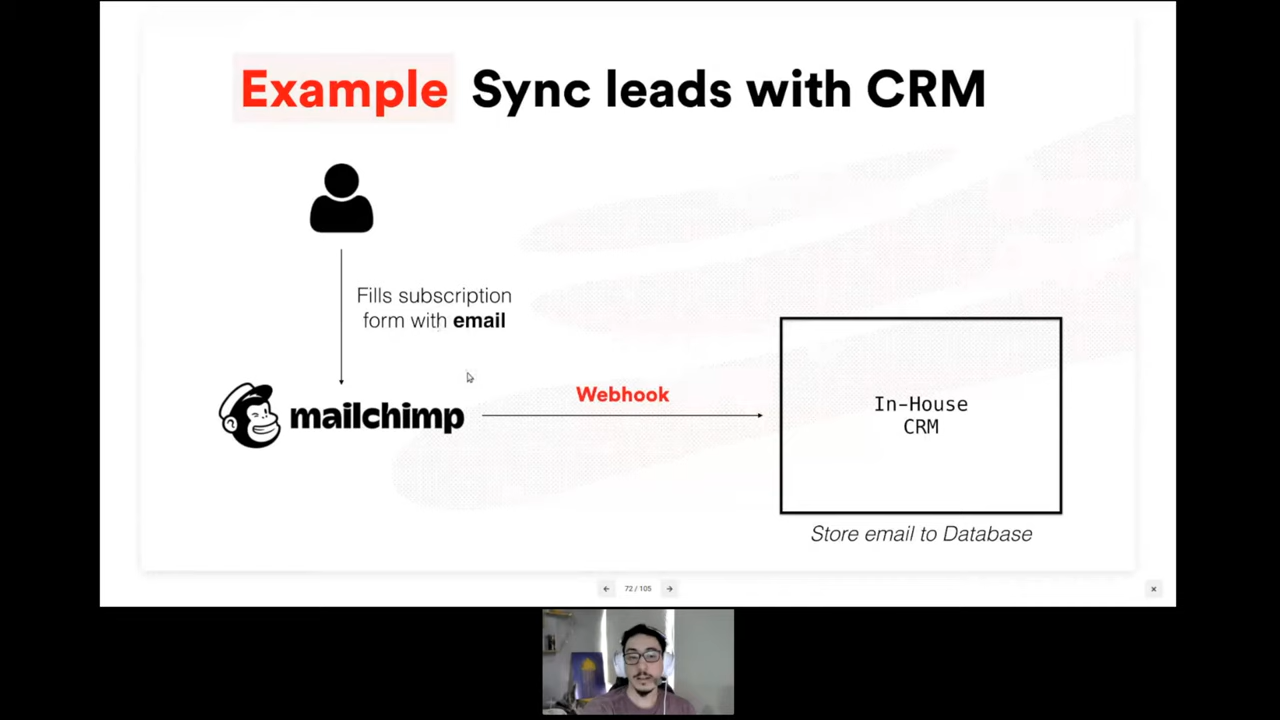 Example Sync leads with CRM
Fills subscription
form with email
mailchimp
Webhook
In-House
CRM
Store email to Database
72 / 105